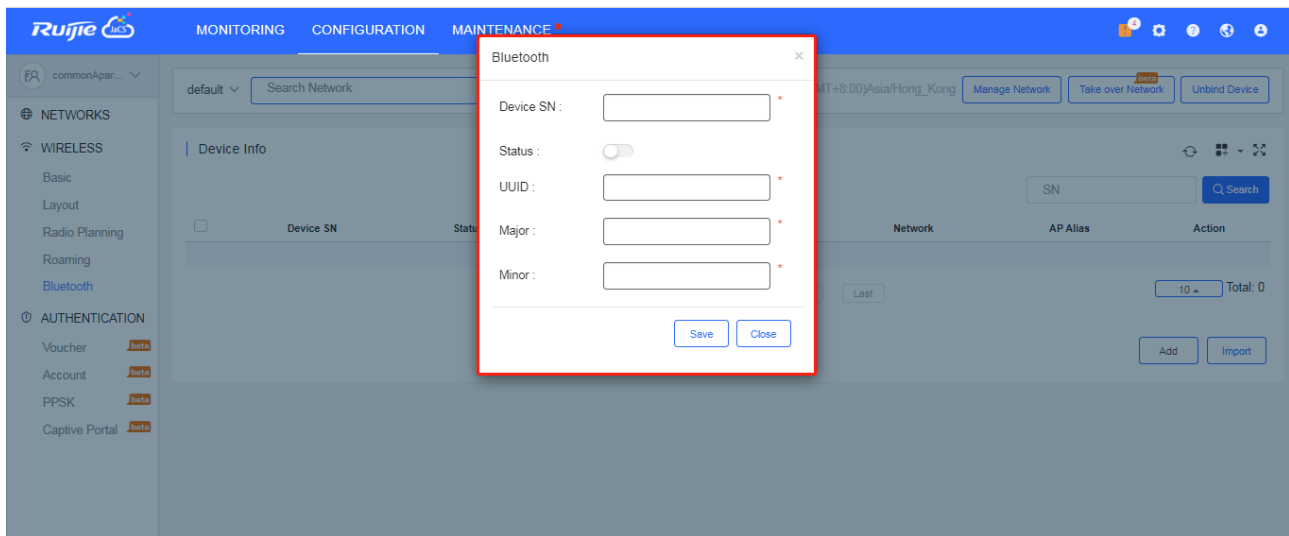 Ruijie JaCS MONITORING CONFIGURATION MAINTENANCE 4
commonApar...
default Search Network MT+8:00)Asia/Hong_Kong Manage Network Take over Network beta Unbind Device
NETWORKS
WIRELESS
Basic
Layout
Radio Planning
Roaming
Bluetooth
AUTHENTICATION
Voucher beta
Account beta
PPSK beta
Captive Portal beta
Device Info
SN Search
Device SN Statu Network AP Alias Action
Last 10 Total: 0
Add Import
Bluetooth ×
Device SN : *
Status :
UUID : *
Major : *
Minor : *
Save Close